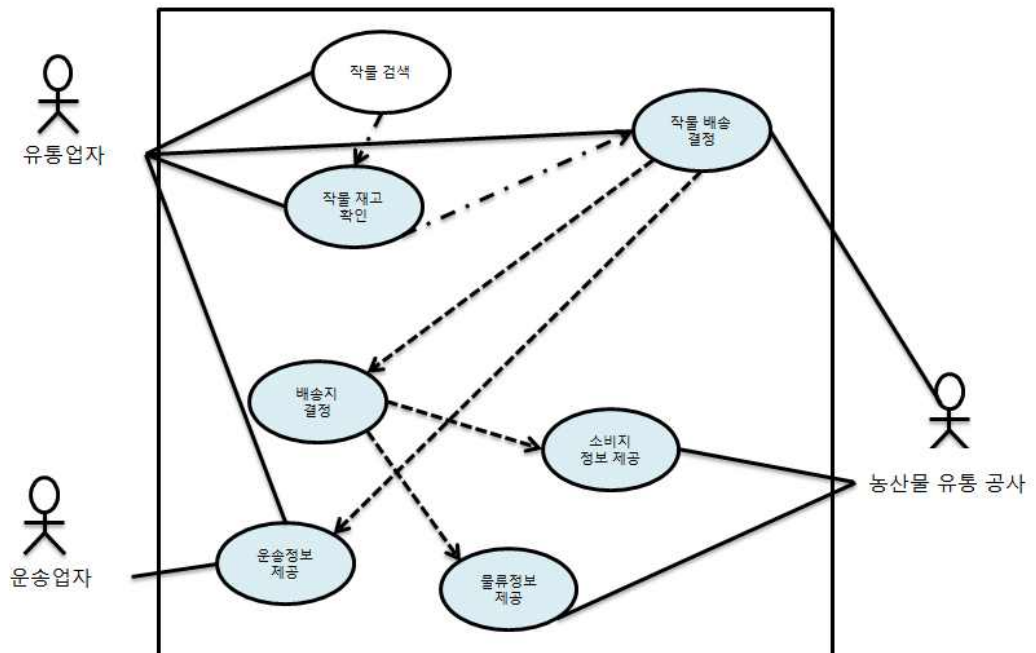 작물 검색
유통업자
작물 배송
결정
작물 재고
확인
배송지
결정
소비지
정보 제공
농산물 유통 공사
운송업자
운송정보
제공
물류정보
제공